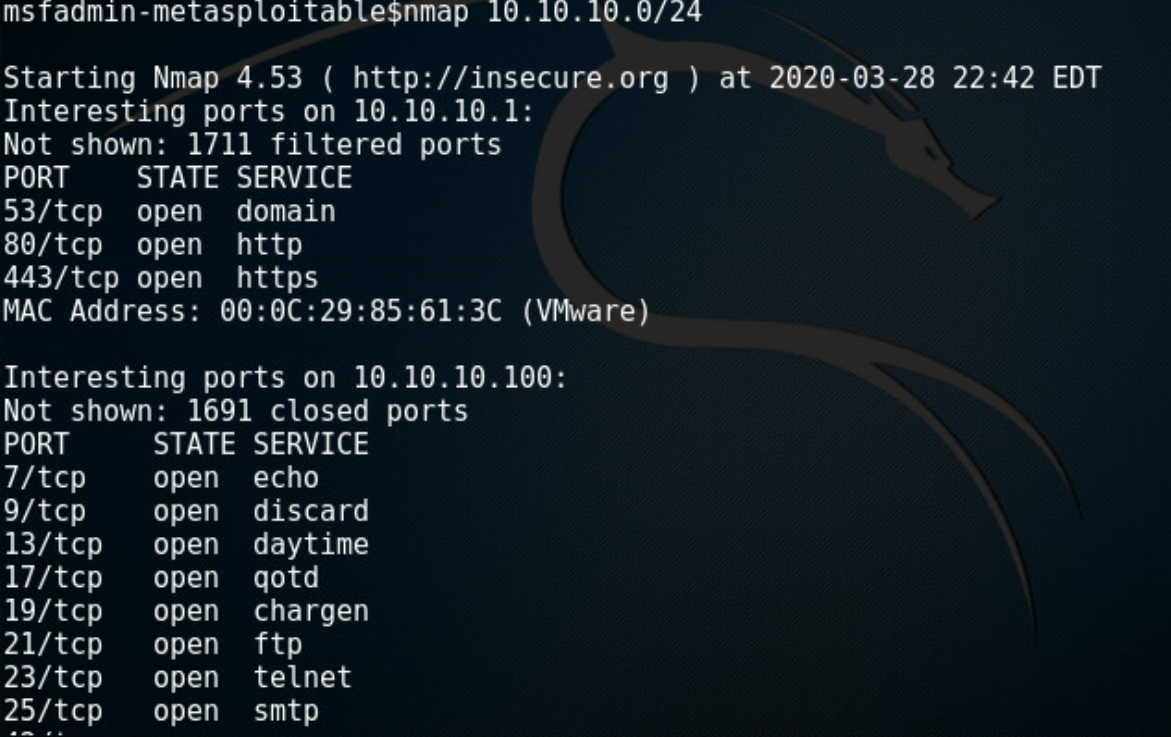 msfadmin-metasploitable$nmap 10.10.10.0/24
Starting Nmap 4.53 ( http://insecure.org ) at 2020-03-28 22:42 EDT
Interesting ports on 10.10.10.1:
Not shown: 1711 filtered ports
PORT    STATE SERVICE
53/tcp  open  domain
80/tcp  open  http
443/tcp open  https
MAC Address: 00:0C:29:85:61:3C (VMware)
Interesting ports on 10.10.10.100:
Not shown: 1691 closed ports
PORT     STATE SERVICE
7/tcp    open  echo
9/tcp    open  discard
13/tcp   open  daytime
17/tcp   open  qotd
19/tcp   open  chargen
21/tcp   open  ftp
23/tcp   open  telnet
25/tcp   open  smtp